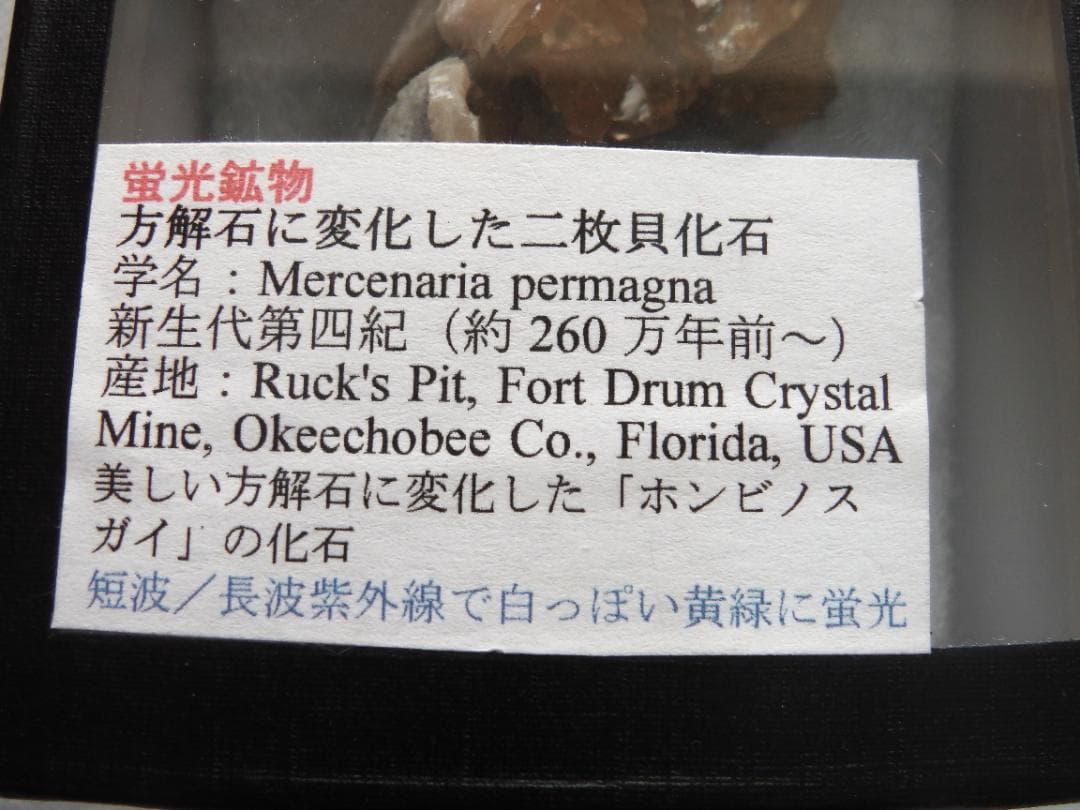 蛍光鉱物
方解石に変化した二枚貝化石
学名：Mercenaria permagna
新生代第四紀（約 260 万年前～）
産地：Ruck's Pit, Fort Drum Crystal
Mine, Okeechobee Co., Florida, USA
美しい方解石に変化した「ホンビノス
ガイ」の化石
短波／長波紫外線で白っぽい黄緑に蛍光